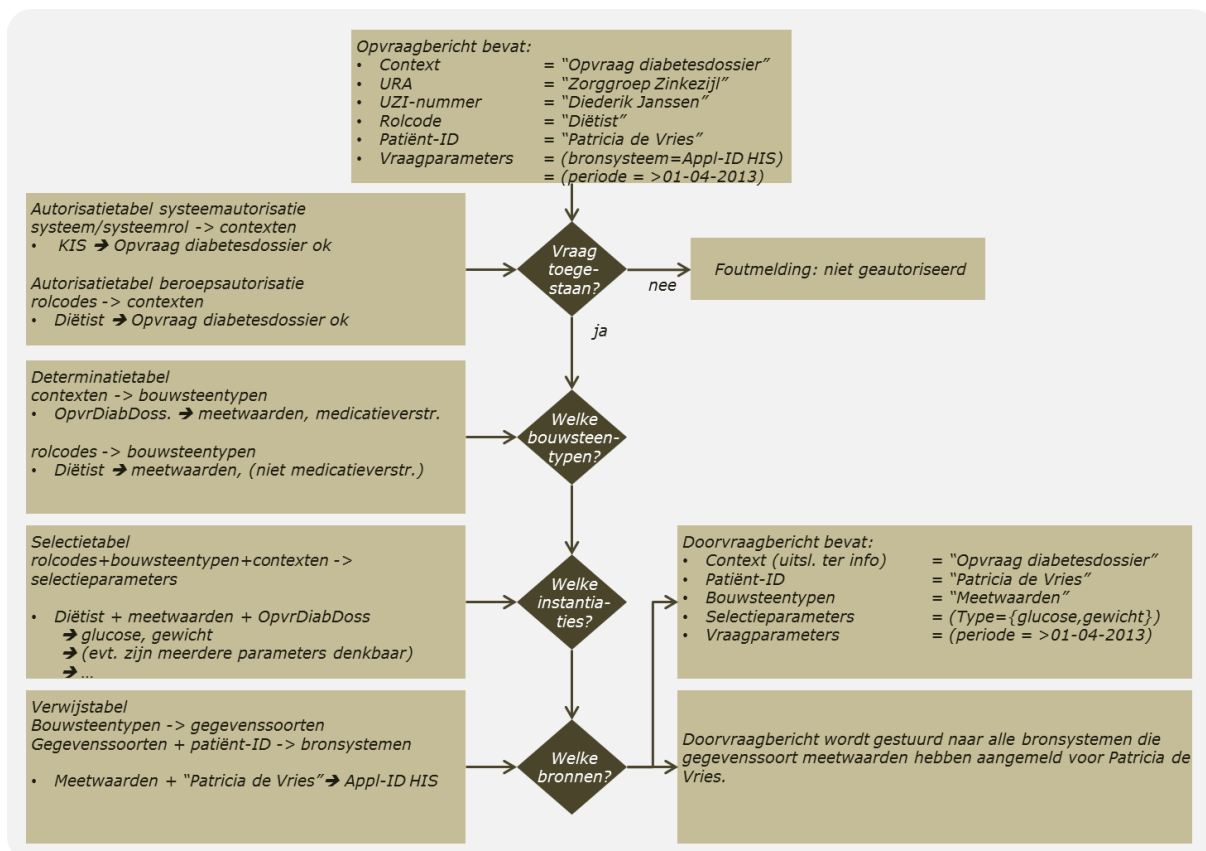 Opvraagbericht bevat:
• Context = “Opvraag diabetesdossier”
• URA = “Zorggroep Zinkezijl”
• UZI-nummer = “Diederik Janssen”
• Rolcode = “Diëtist”
• Patiënt-ID = “Patricia de Vries”
• Vraagparameters = (bronsysteem=Appl-ID HIS)
= (periode = >01-04-2013)
Autorisatietabel systeemautorisatie
systeem/systeemrol -> contexten
• KIS ➔ Opvraag diabetesdossier ok
Autorisatietabel beroepsautorisatie
rolcodes -> contexten
• Diëtist ➔ Opvraag diabetesdossier ok
Vraag
toege-
staan?
nee
Foutmelding: niet geautoriseerd
ja
Determinatietabel
contexten -> bouwsteentypen
• OpvrDiabDoss. ➔ meetwaarden, medicatieverstr.
rolcodes -> bouwsteentypen
• Diëtist ➔ meetwaarden, (niet medicatieverstr.)
Welke
bouwsteen-
typen?
Selectietabel
rolcodes+bouwsteentypen+contexten ->
selectieparameters
• Diëtist + meetwaarden + OpvrDiabDoss
➔ glucose, gewicht
➔ (evt. zijn meerdere parameters denkbaar)
➔ …
Welke
instantia-
ties?
Doorvraagbericht bevat:
• Context (uitsl. ter info) = “Opvraag diabetesdossier”
• Patiënt-ID = “Patricia de Vries”
• Bouwsteentypen = “Meetwaarden”
• Selectieparameters = (Type={glucose,gewicht})
• Vraagparameters = (periode = >01-04-2013)
Verwijstabel
Bouwsteentypen -> gegevenssoorten
Gegevenssoorten + patiënt-ID -> bronsystemen
• Meetwaarden + “Patricia de Vries”➔ Appl-ID HIS
Welke
bronnen?
Doorvraagbericht wordt gestuurd naar alle bronsystemen die
gegevenssoort meetwaarden hebben aangemeld voor Patricia de
Vries.